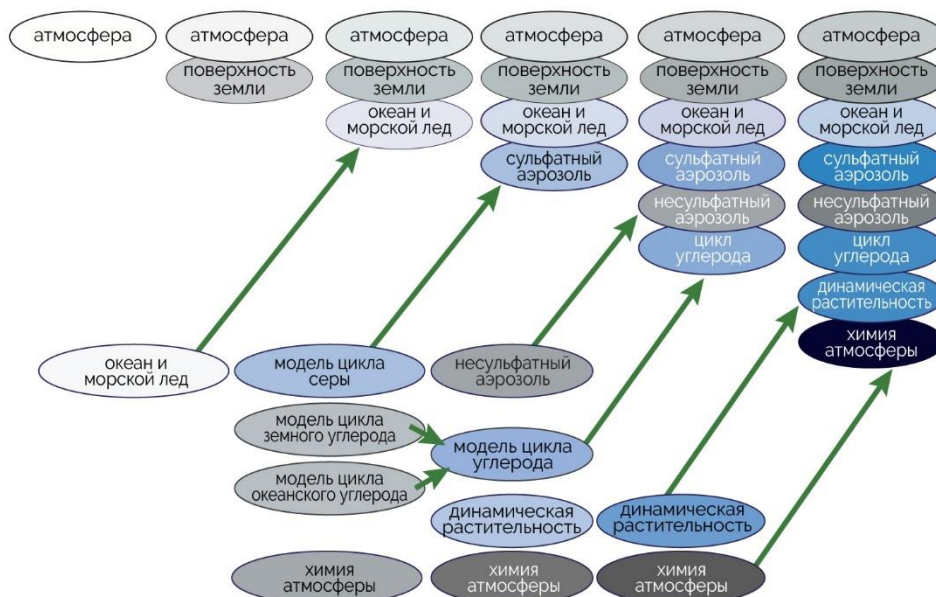 атмосфера
атмосфера
атмосфера
атмосфера
атмосфера
атмосфера
поверхность
земли
поверхность
земли
поверхность
земли
поверхность
земли
поверхность
земли
океан и
морской лед
океан и
морской лед
океан и
морской лед
океан и
морской лед
сульфатный
аэрозоль
сульфатный
аэрозоль
сульфатный
аэрозоль
несульфатный
аэрозоль
несульфатный
аэрозоль
цикл
углерода
цикл
углерода
динамическая
растительность
химия
атмосферы
океан и
морской лед
модель цикла
серы
несульфатный
аэрозоль
модель цикла
земного углерода
модель цикла
углерода
модель цикла
океанского углерода
динамическая
растительность
динамическая
растительность
химия
атмосферы
химия
атмосферы
химия
атмосферы